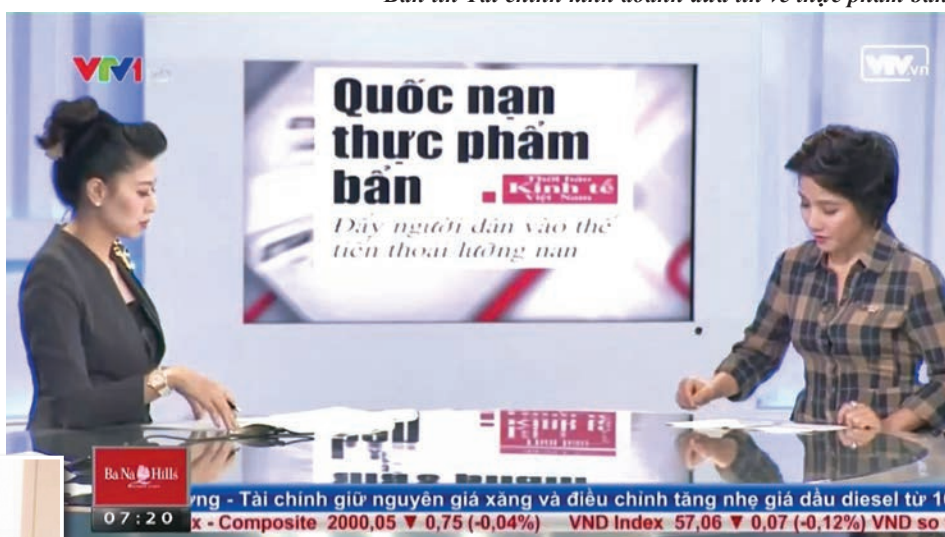 VTV1
VTV.vn
Quốc nạn
thực phẩm
bẩn
Thời báo
Kinh tế
Việt Nam
Đẩy người dân vào thế
tiến thoái lưỡng nan
Ba Na Hills
07:20
ơng - Tài chính giữ nguyên giá xăng và điều chỉnh tăng nhẹ giá dầu diesel từ
x - Composite 2000,05 ▼ 0,75 (-0,04%) VND Index 57,06 ▼ 0,07 (-0,12%) VND so